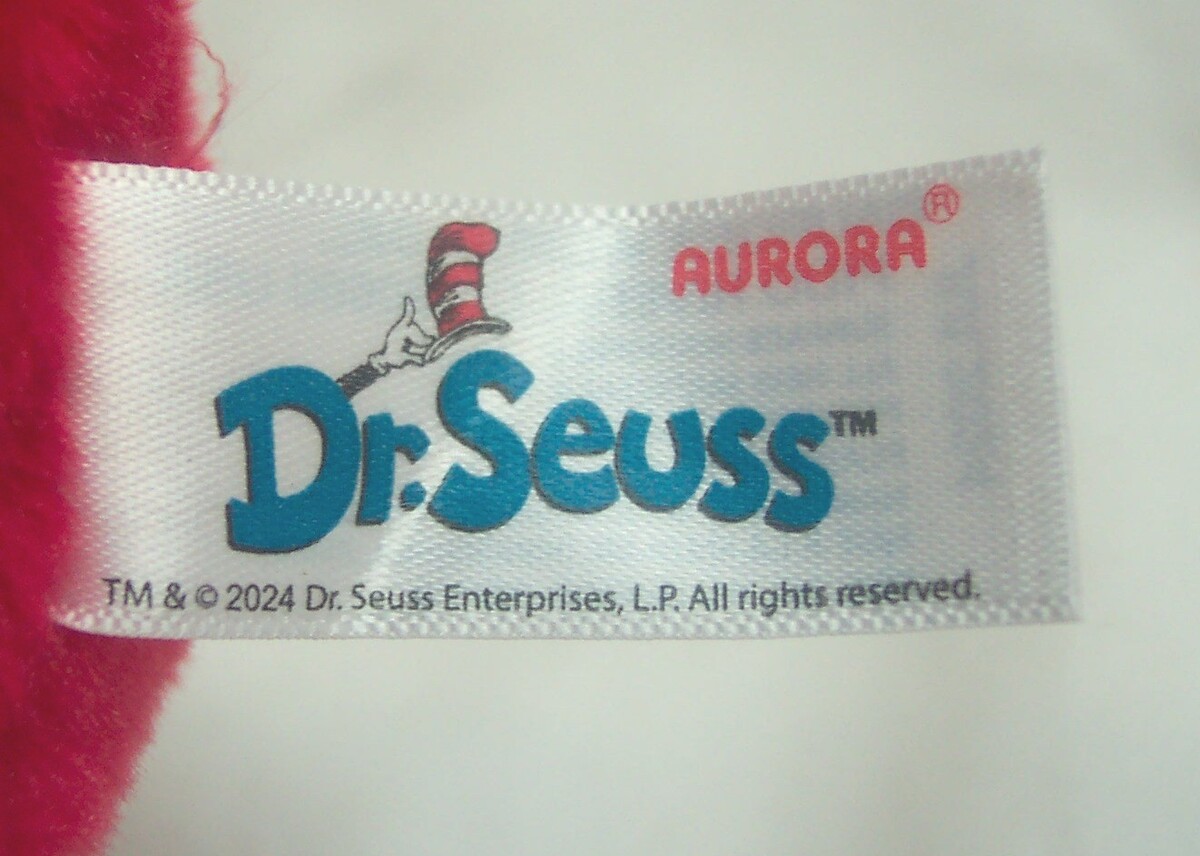 AURORA®
Dr. Seuss™
TM & © 2024 Dr. Seuss Enterprises, L.P. All rights reserved.